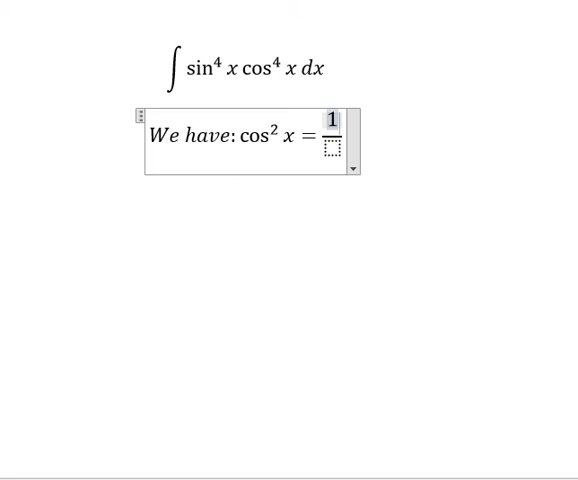 ∫ sin⁴ x cos⁴ x dx
We have: cos² x = 1/